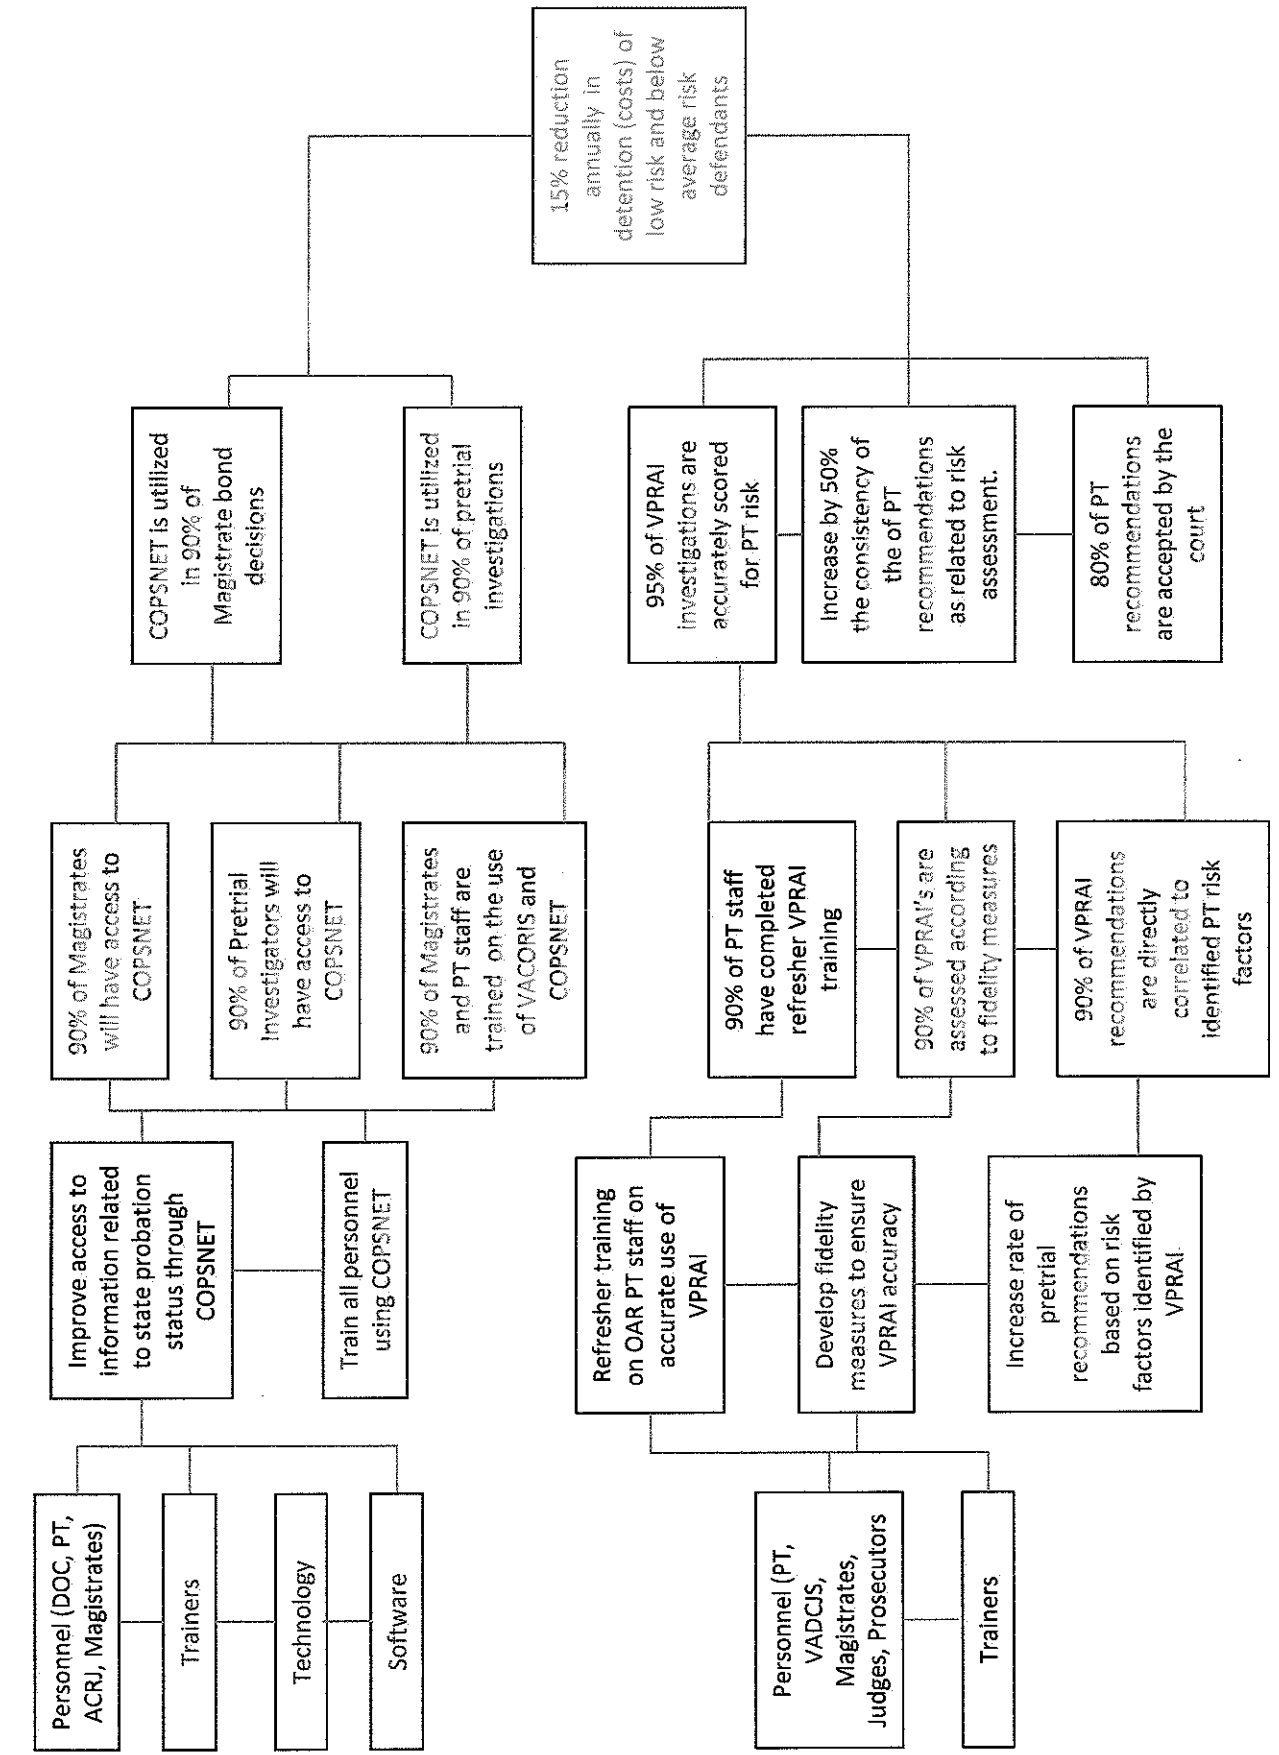 Personnel (DOC, PT,
ACRJ, Magistrates)
Trainers
Technology
Software
Personnel (PT,
VADCJS,
Magistrates,
Judges, Prosecutors
Trainers
Improve access to
information related
to state probation
status through
COPSNET
Train all personnel
using COPSNET
Refresher training
on OAR PT staff on
accurate use of
VPRAI
Develop fidelity
measures to ensure
VPRAI accuracy
Increase rate of
pretrial
recommendations
based on risk
factors identified by
VPRAI.
90% of Magistrates
will have access to
COPSNET
90% of Pretrial
Investigators will
have access to
COPSNET
90% of Magistrates
and PT staff are
trained on the use
of VACORIS and
COPSNET
90% of PT staff
have completed
refresher VPRAI
training
90% of VPRAI's are
assessed according
to fidelity measures
90% of VPRAI
recommendations
are directly
correlated to
identified PT risk
factors
COPSNET is utilized
in 90% of
Magistrate bond
decisions
COPSNET is utilized
in 90% of pretrial
investigations
95% of VPRAI
investigations are
accurately scored
for PT risk
Increase by 50%
the consistency of
the of PT
recommendations
as related to risk
assessment.
80% of PT
recommendations
are accepted by the
court
15% reduction
annually in
detention (costs) of
low risk and below
average risk
defendants